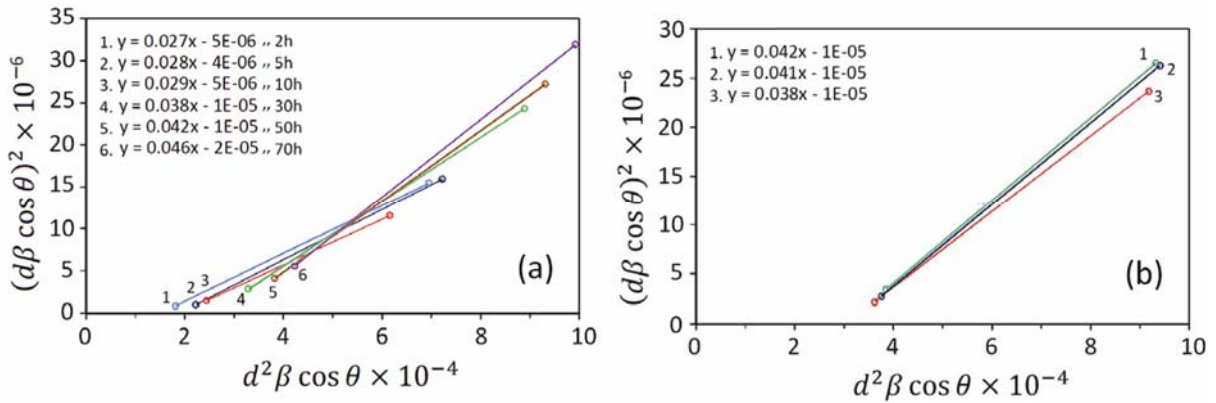 35
30
25
20
15
10
5
0
(dβ cos θ)² × 10⁻⁶
1. y = 0.027x - 5E-06 ,, 2h
2. y = 0.028x - 4E-06 ,, 5h
3. y = 0.029x - 5E-06 ,, 10h
4. y = 0.038x - 1E-05 ,, 30h
5. y = 0.042x - 1E-05 ,, 50h
6. y = 0.046x - 2E-05 ,, 70h
1
2
3
4
5
6
(a)
0 2 4 6 8 10
d²β cos θ × 10⁻⁴
30
25
20
15
10
5
0
(dβ cos θ)² × 10⁻⁶
1. y = 0.042x - 1E-05
2. y = 0.041x - 1E-05
3. y = 0.038x - 1E-05
1
2
3
(b)
0 2 4 6 8 10
d²β cos θ × 10⁻⁴